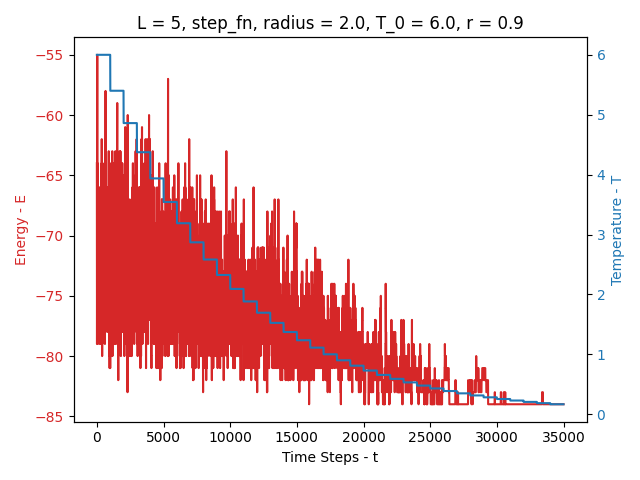 L = 5, step_fn, radius = 2.0, T_0 = 6.0, r = 0.9
−55
−60
−65
−70
−75
−80
−85
Energy - E
6
5
4
3
2
1
0
Temperature - T
0 5000 10000 15000 20000 25000 30000 35000
Time Steps - t